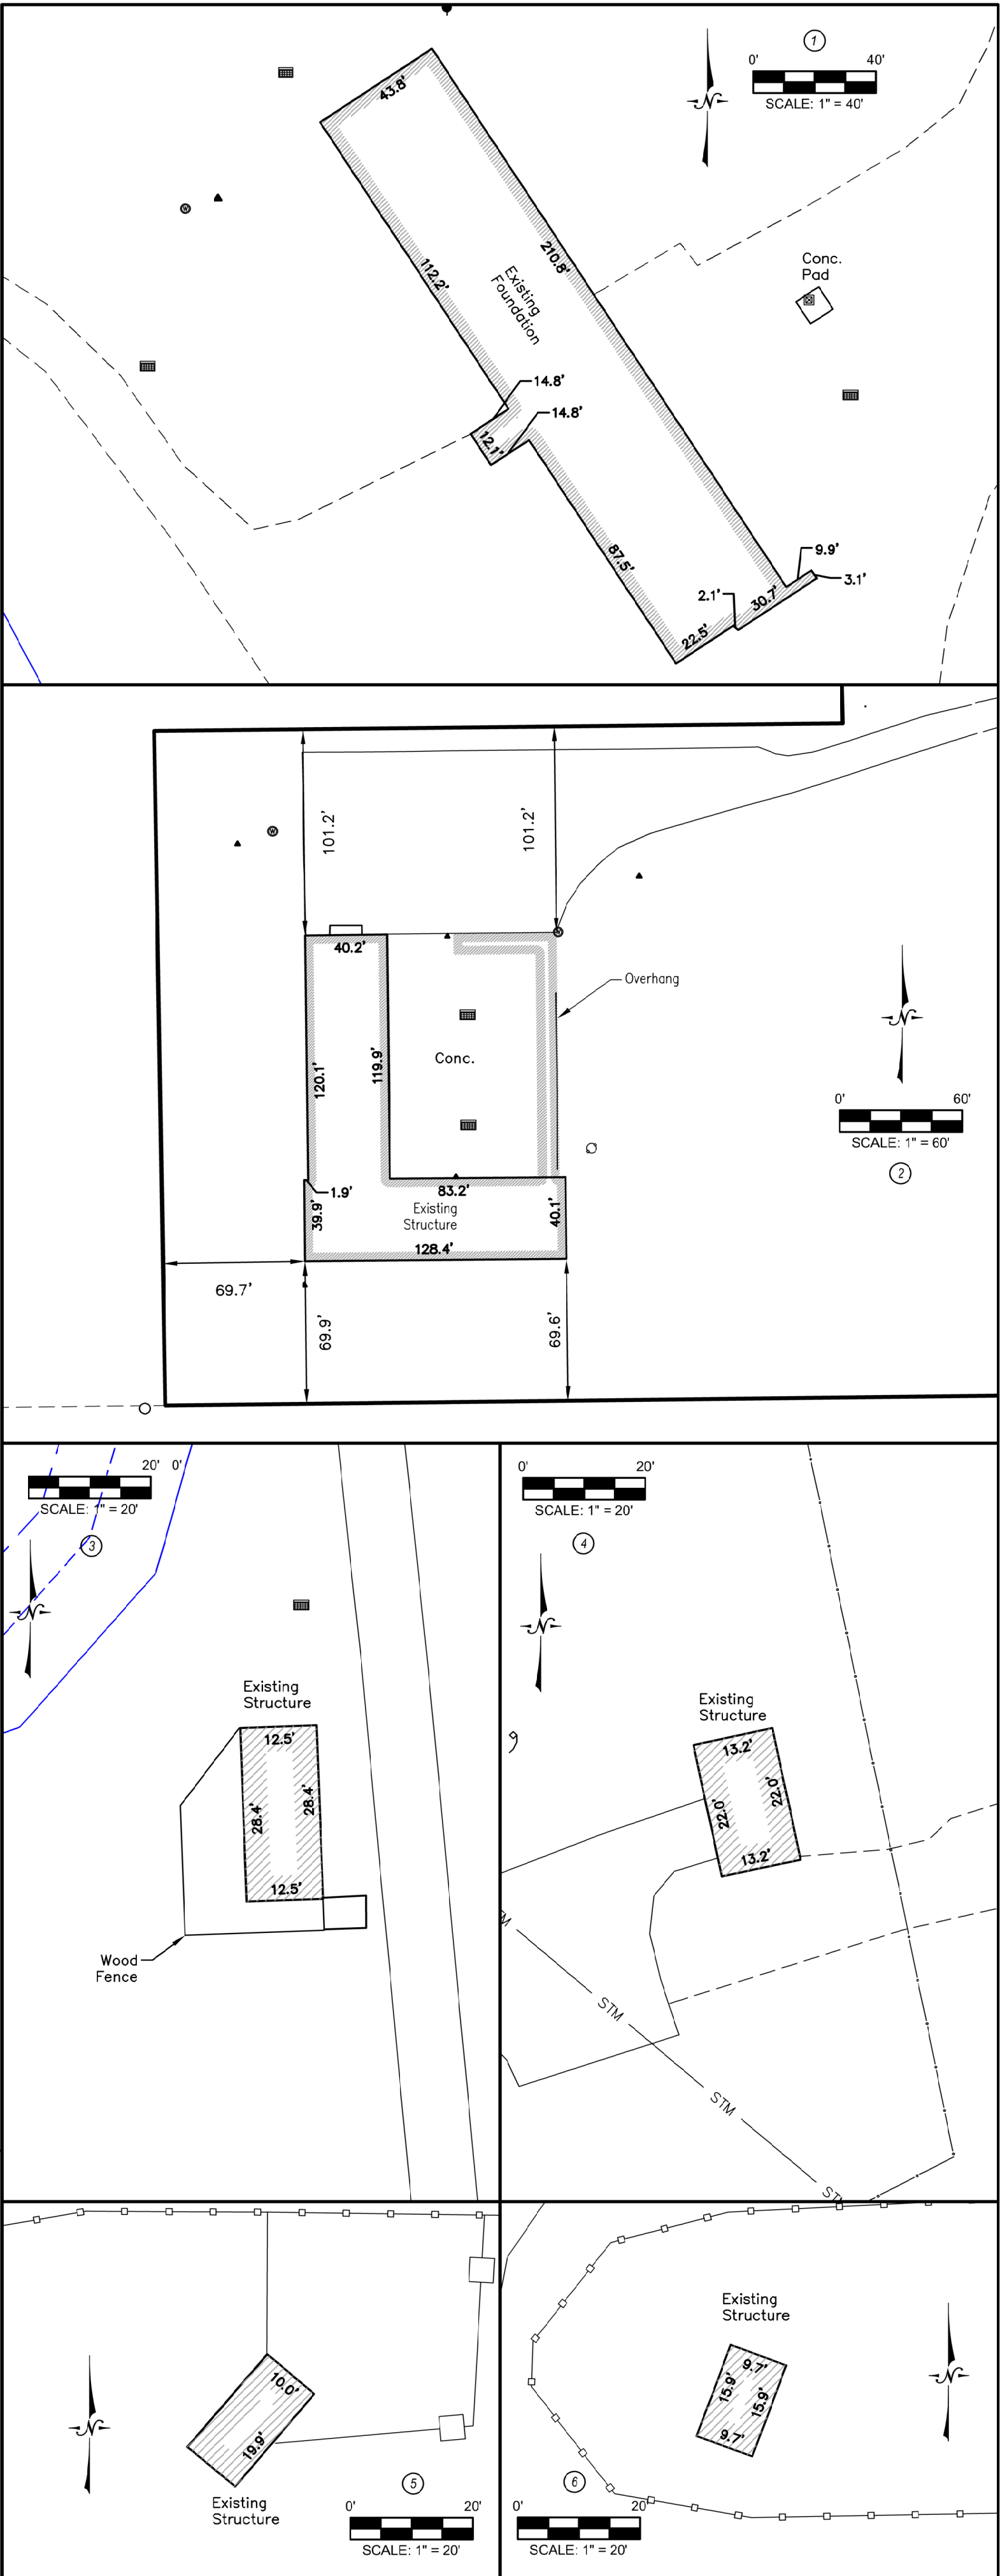 1
0' 40'
SCALE: 1" = 40'
N
43.8'
210.8'
112.2'
Existing
Foundation
Conc.
Pad
W
14.8'
14.8'
12.1'
87.5'
9.9'
3.1'
2.1'
30.7'
22.5'
101.2'
101.2'
W
W
40.2'
Overhang
120.1'
119.9'
Conc.
N
0' 60'
SCALE: 1" = 60'
2
1.9'
83.2'
39.9'
Existing
Structure
40.1'
128.4'
69.7'
69.9'
69.6'
20' 0'
SCALE: 1" = 20'
3
N
Existing
Structure
12.5'
28.4'
28.4'
12.5'
Wood
Fence
0' 20'
SCALE: 1" = 20'
4
N
Existing
Structure
13.2'
22.0'
22.0'
13.2'
STM
STM
N
10.0'
19.9'
Existing
Structure
5
0' 20'
SCALE: 1" = 20'
Existing
Structure
9.7'
15.9'
15.9'
9.7'
N
6
0' 20'
SCALE: 1" = 20'